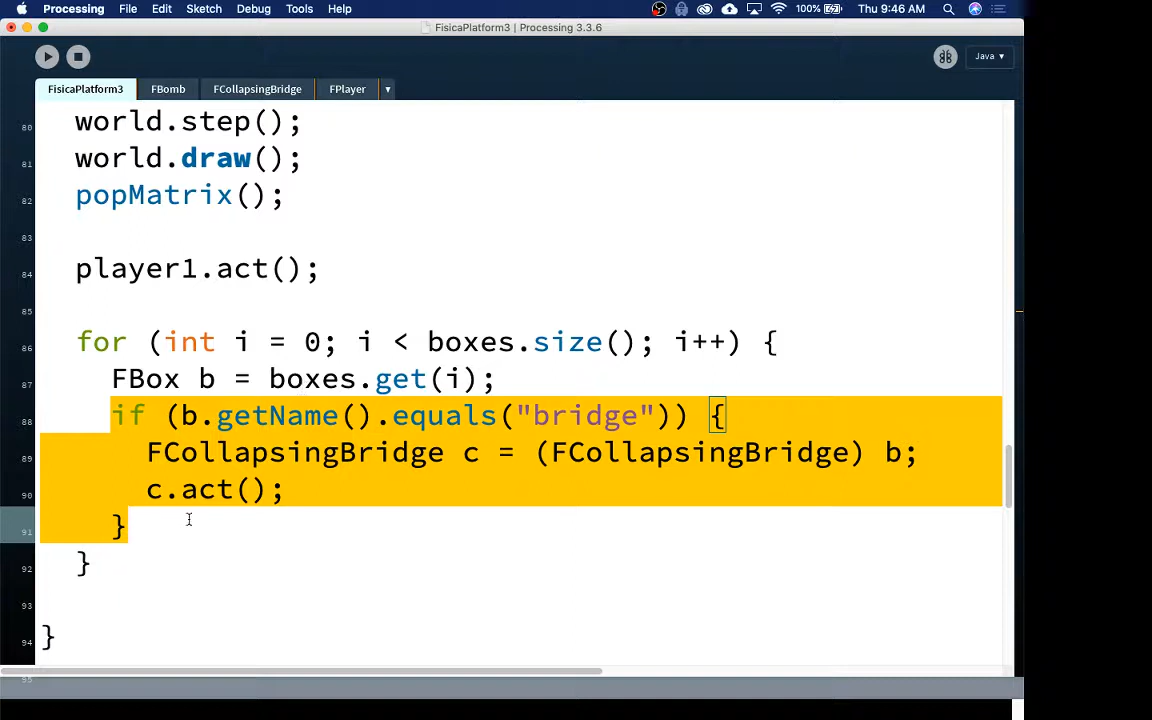 Processing File Edit Sketch Debug Tools Help 100% Thu 9:46 AM
FisicaPlatform3 | Processing 3.3.6
Java ▾
FisicaPlatform3 FBomb FCollapsingBridge FPlayer ▾
80 world.step();
81 world.draw();
82 popMatrix();
83
84 player1.act();
85
86 for (int i = 0; i < boxes.size(); i++) {
87 FBox b = boxes.get(i);
88 if (b.getName().equals("bridge")) {
89 FCollapsingBridge c = (FCollapsingBridge) b;
90 c.act();
91 }
92 }
93
94 }
95